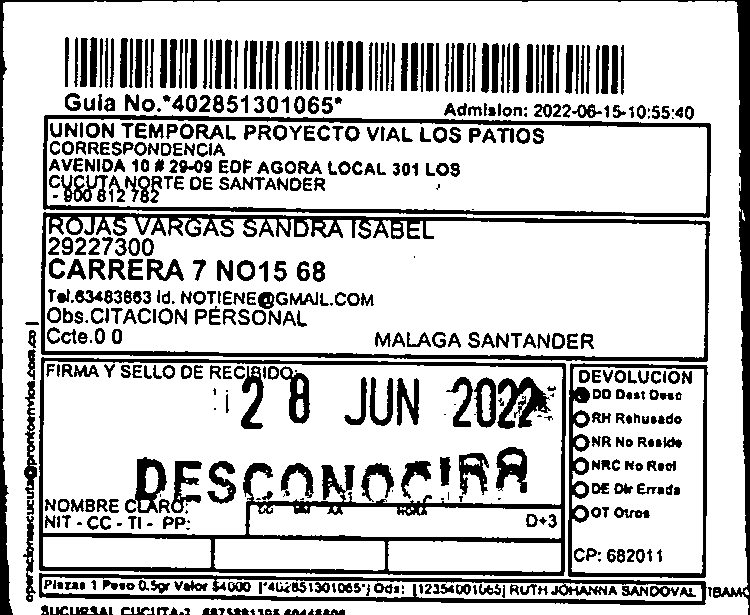 Guia No.*402851301065*
Admision: 2022-06-15-10:55:40
UNION TEMPORAL PROYECTO VIAL LOS PATIOS
CORRESPONDENCIA
AVENIDA 10 # 29-09 EDF AGORA LOCAL 301 LOS
CUCUTA NORTE DE SANTANDER
- 900 812 782
ROJAS VARGAS SANDRA ISABEL
29227300
CARRERA 7 NO15 68
Tel.63483663 Id. NOTIENE@GMAIL.COM
Obs.CITACION PERSONAL
Ccte.0 0
MALAGA SANTANDER
operacionescucuta@prontoenvios.com.co |
FIRMA Y SELLO DE RECIBIDO:
28 JUN 2022
DESCONOCIDO
NOMBRE CLARO:
NIT - CC - TI - PP:
D+3
DEVOLUCION
DD Dest Desc
RH Rehusado
NR No Reside
NRC No Recl
DE Dir Errada
OT Otros
CP: 682011
Piezas 1 Peso 0.5gr Valor $4000 [*402851301065*] Ods: [12354001065] RUTH JOHANNA SANDOVAL
SUCURSAL CUCUTA-